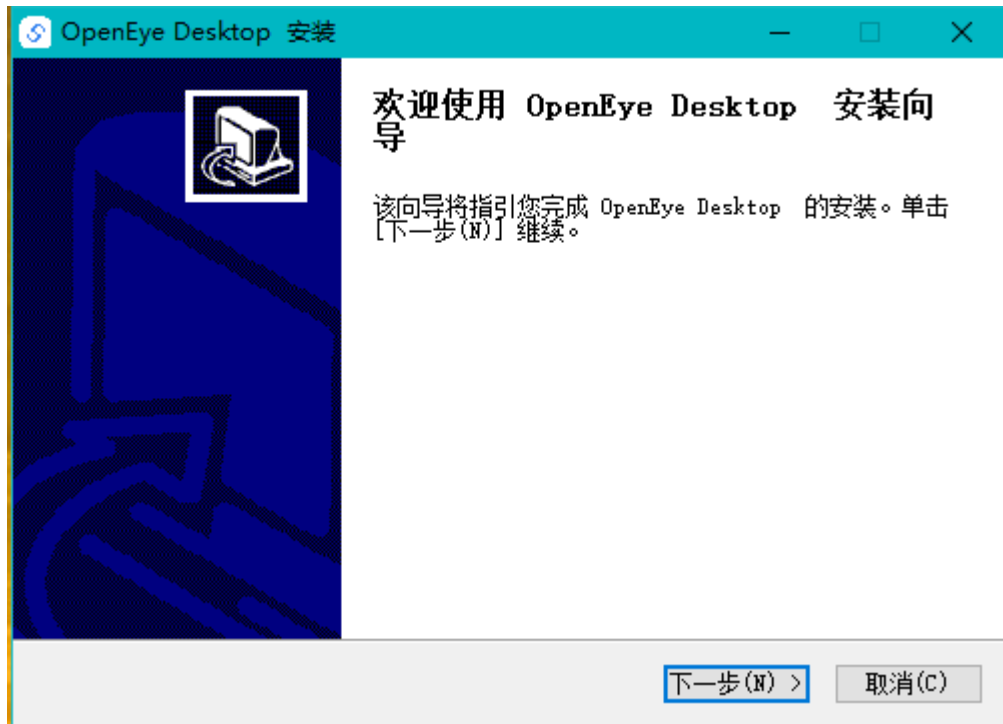 OpenEye Desktop 安装
欢迎使用 OpenEye Desktop 安装向
导
该向导将指引您完成 OpenEye Desktop 的安装。单击
[下一步(N)] 继续。
下一步(N) >
取消(C)